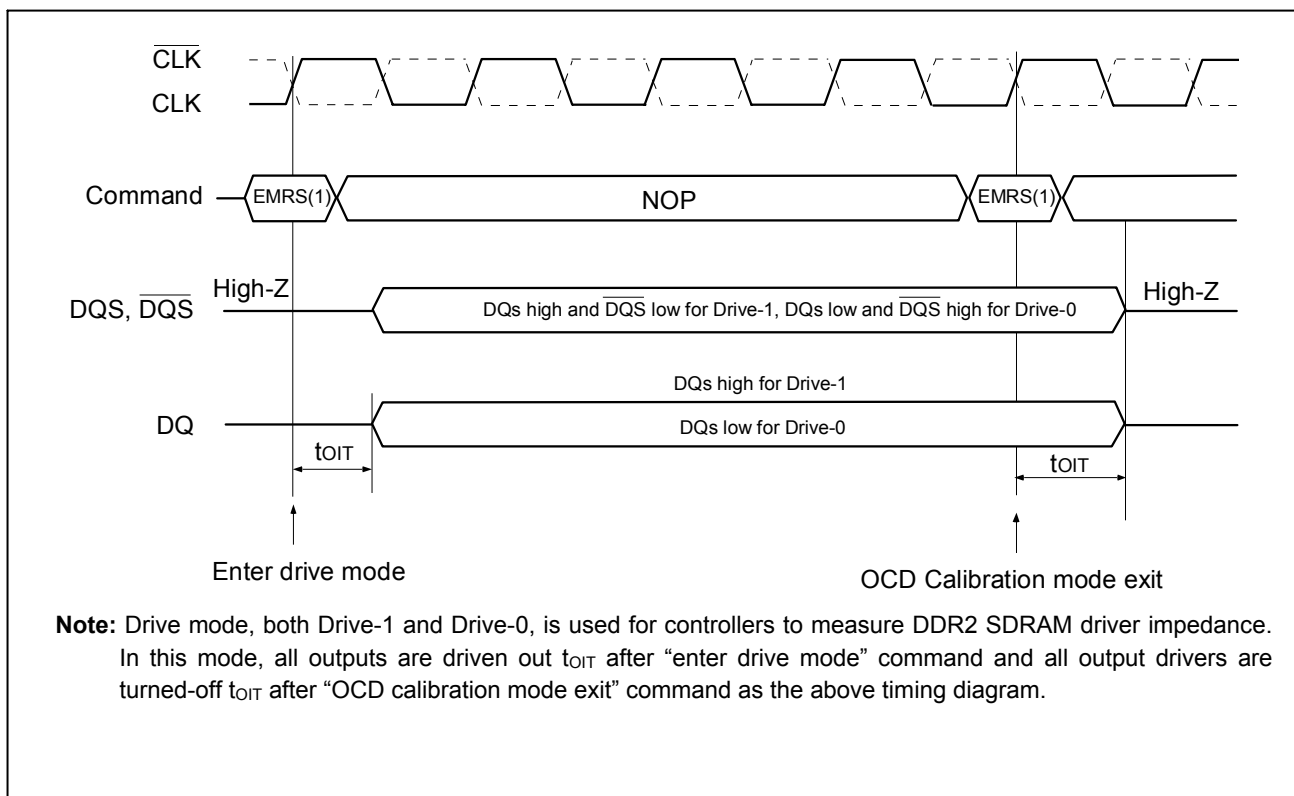 CLK
CLK
Command
EMRS(1)
NOP
EMRS(1)
DQS, DQS
High-Z
DQs high and DQS low for Drive-1, DQs low and DQS high for Drive-0
High-Z
DQs high for Drive-1
DQ
DQs low for Drive-0
tOIT
tOIT
Enter drive mode
OCD Calibration mode exit
Note: Drive mode, both Drive-1 and Drive-0, is used for controllers to measure DDR2 SDRAM driver impedance.
In this mode, all outputs are driven out tOIT after “enter drive mode” command and all output drivers are
turned-off tOIT after “OCD calibration mode exit” command as the above timing diagram.